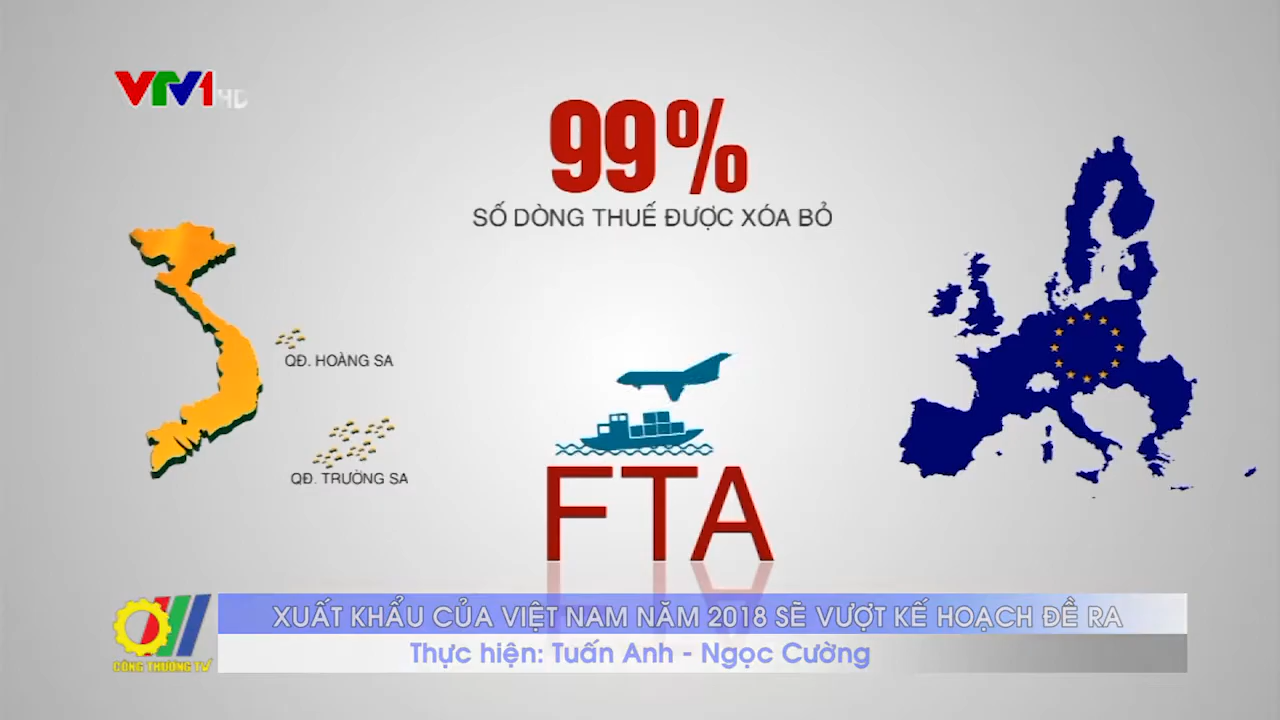 VTV1 HD
99%
SỐ DÒNG THUẾ ĐƯỢC XÓA BỎ
QĐ. HOÀNG SA
QĐ. TRƯỜNG SA
FTA
XUẤT KHẨU CỦA VIỆT NAM NĂM 2018 SẼ VƯỢT KẾ HOẠCH ĐỀ RA
Thực hiện: Tuấn Anh - Ngọc Cường
CÔNG THƯƠNG TV